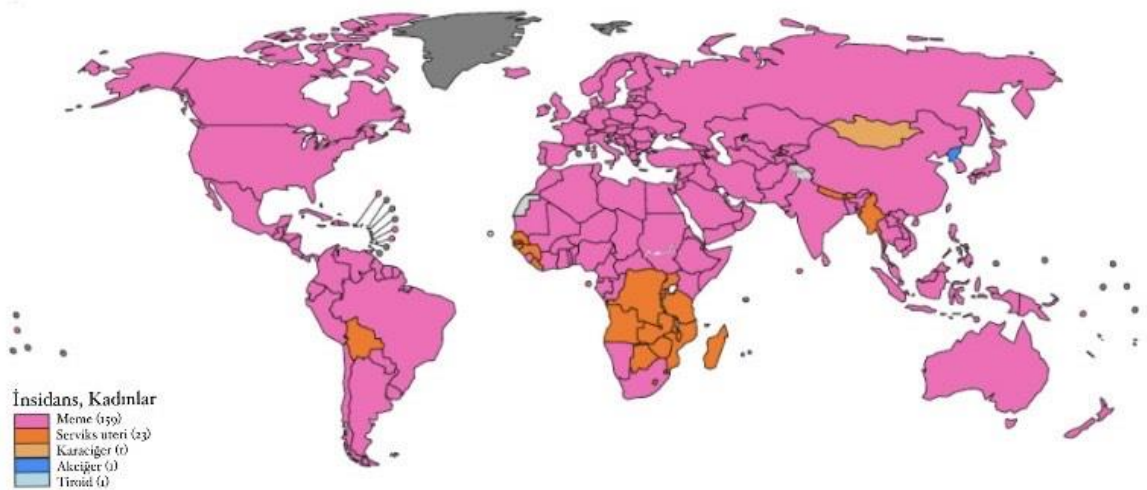 İnsidans, Kadınlar
Meme (159)
Serviks uteri (23)
Karaciğer (1)
Akciğer (1)
Tiroid (1)